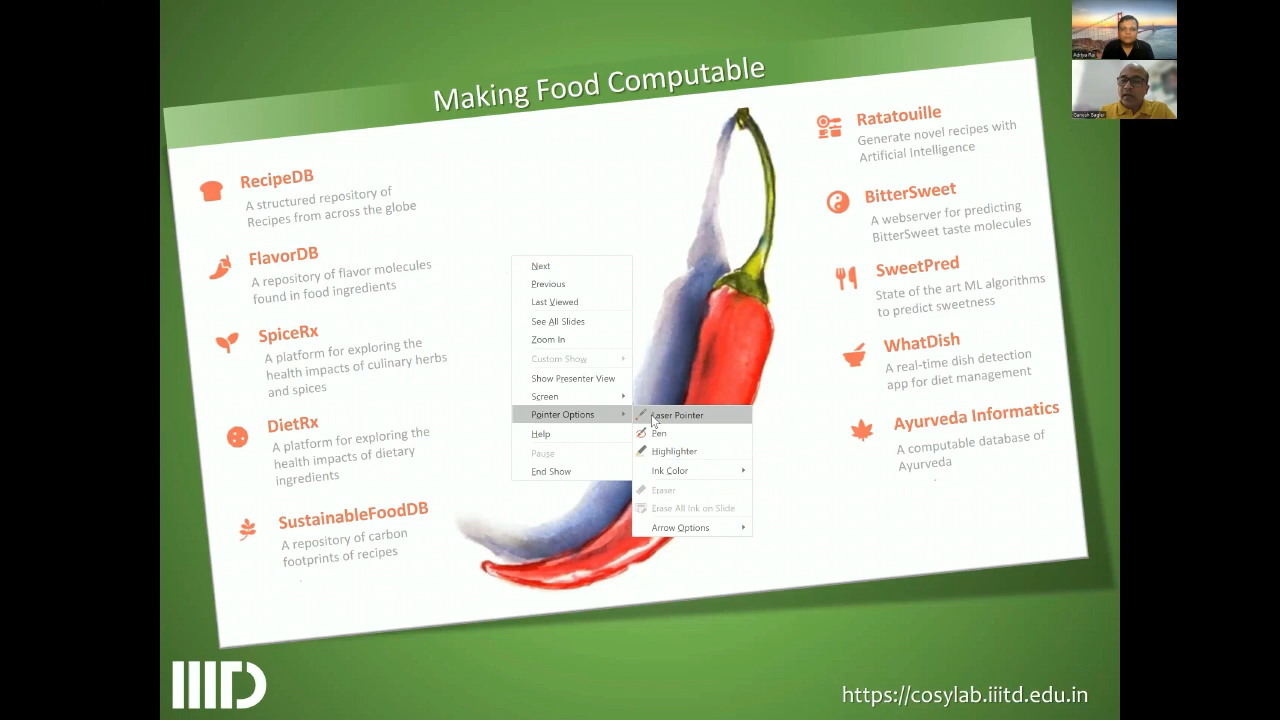 Making Food Computable
RecipeDB
A structured repository of
Recipes from across the globe
FlavorDB
A repository of flavor molecules
found in food ingredients
SpiceRx
A platform for exploring the
health impacts of culinary herbs
and spices
DietRx
A platform for exploring the
health impacts of dietary
ingredients
SustainableFoodDB
A repository of carbon
footprints of recipes
Next
Previous
Last Viewed
See All Slides
Zoom In
Custom Show
Show Presenter View
Screen
Pointer Options
Help
Pause
End Show
Laser Pointer
Pen
Highlighter
Ink Color
Eraser
Erase All Ink on Slide
Arrow Options
Ratatouille
Generate novel recipes with
Artificial Intelligence
BitterSweet
A webserver for predicting
BitterSweet taste molecules
SweetPred
State of the art ML algorithms
to predict sweetness
WhatDish
A real-time dish detection
app for diet management
Ayurveda Informatics
A computable database of
Ayurveda
Aditya Raj
Ganesh Bagler
IIITD
https://cosylab.iiitd.edu.in